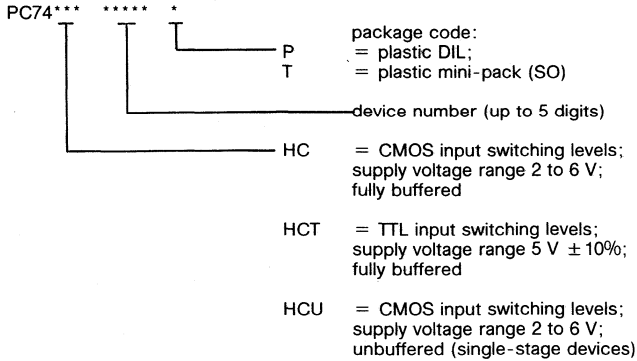 PC74*** ***** *
package code:
P = plastic DIL;
T = plastic mini-pack (SO)
device number (up to 5 digits)
HC = CMOS input switching levels;
supply voltage range 2 to 6 V;
fully buffered
HCT = TTL input switching levels;
supply voltage range 5 V ±10%;
fully buffered
HCU = CMOS input switching levels;
supply voltage range 2 to 6 V;
unbuffered (single-stage devices)